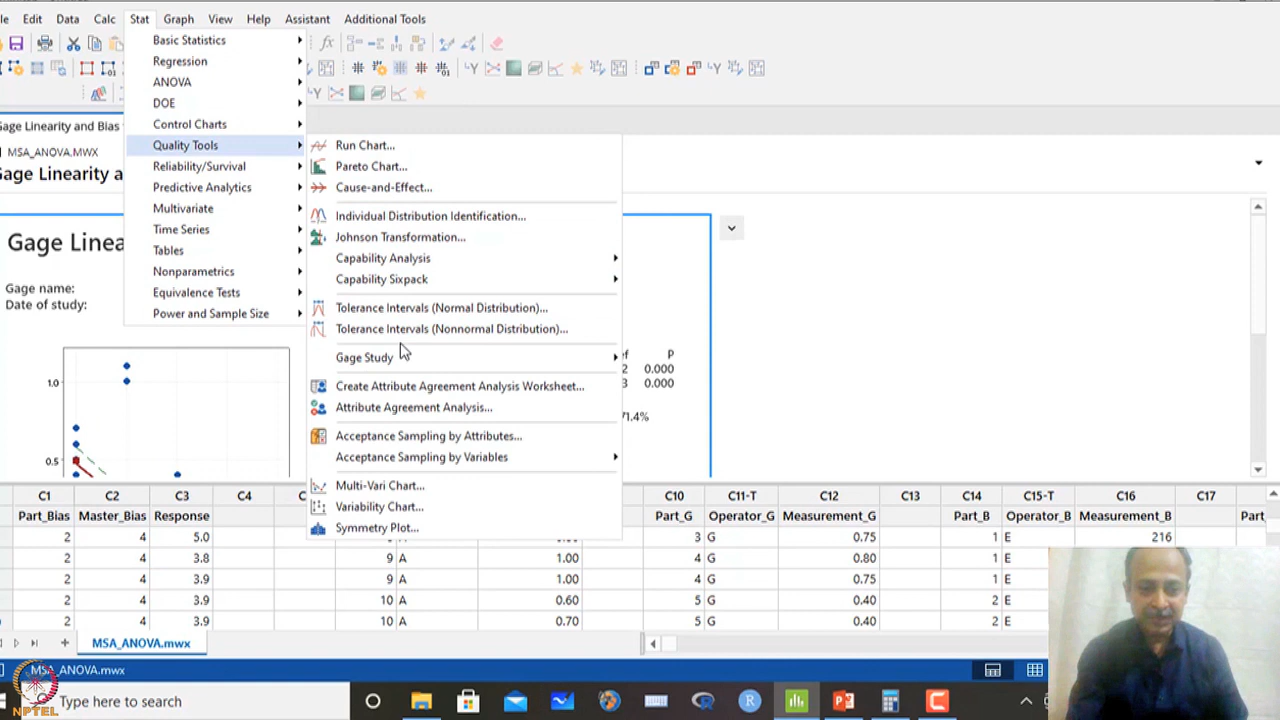 le Edit Data Calc Stat Graph View Help Assistant Additional Tools
Basic Statistics
Regression
ANOVA
DOE
Control Charts
Quality Tools
Reliability/Survival
Predictive Analytics
Multivariate
Time Series
Tables
Nonparametrics
Equivalence Tests
Power and Sample Size
Run Chart...
Pareto Chart...
Cause-and-Effect...
Individual Distribution Identification...
Johnson Transformation...
Capability Analysis
Capability Sixpack
Tolerance Intervals (Normal Distribution)...
Tolerance Intervals (Nonnormal Distribution)...
Gage Study
Create Attribute Agreement Analysis Worksheet...
Attribute Agreement Analysis...
Acceptance Sampling by Attributes...
Acceptance Sampling by Variables
Multi-Vari Chart...
Variability Chart...
Symmetry Plot...
Gage Linearity and Bias
MSA_ANOVA.MWX
Gage Linearity a
Gage Linea
Gage name:
Date of study:
1.0
0.5
ef P
2 0.000
3 0.000
71.4%
C1 C2 C3 C4 C10 C11-T C12 C13 C14 C15-T C16 C17
Part_Bias Master_Bias Response Part_G Operator_G Measurement_G Part_B Operator_B Measurement_B Part
2 4 5.0 3 G 0.75 1 E 216
2 4 3.8 9 A 1.00 4 G 0.80 1 E
2 4 3.9 9 A 1.00 4 G 0.75 1 E
2 4 3.9 10 A 0.60 5 G 0.40 2 E
2 4 3.9 10 A 0.70 5 G 0.40 2 E
MSA_ANOVA.mwx
MSA_ANOVA.mwx
Type here to search
NPTEL